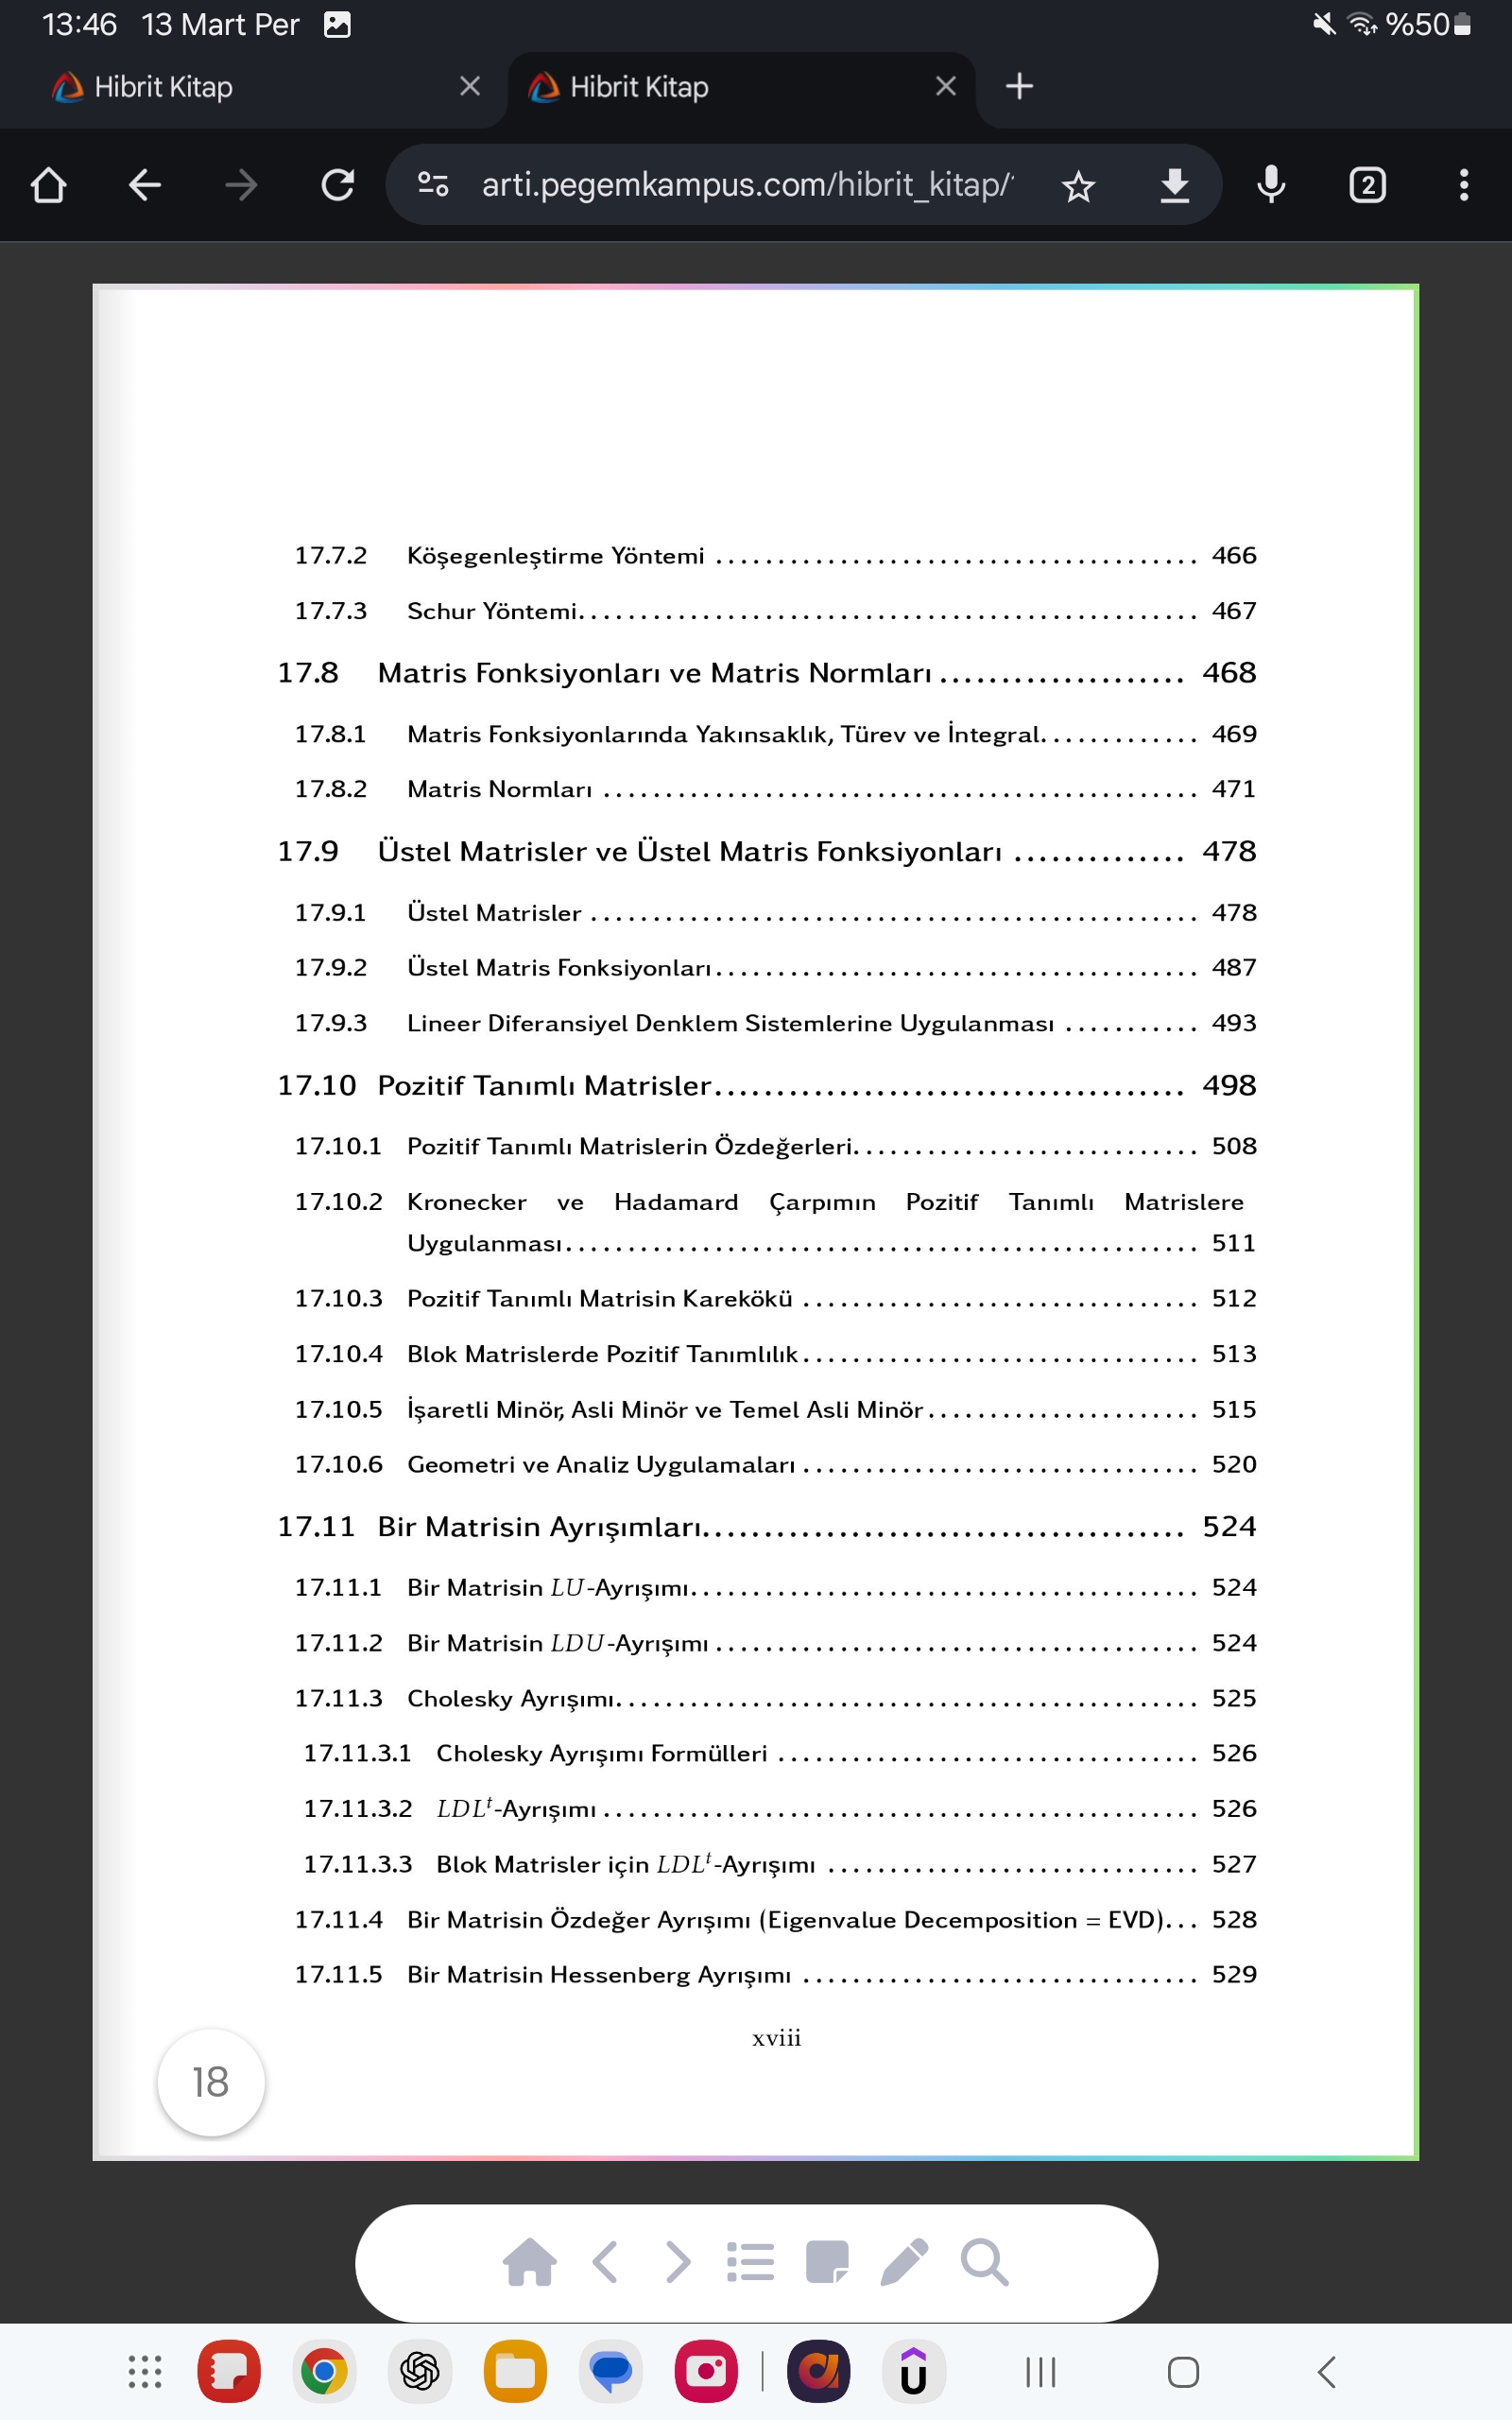 13:46 13 Mart Per %50
Hibrit Kitap
Hibrit Kitap
arti.pegemkampus.com/hibrit_kitap/
2
17.7.2 Köşegenleştirme Yöntemi ........................................ 466
17.7.3 Schur Yöntemi.................................................. 467
17.8 Matris Fonksiyonları ve Matris Normları.................... 468
17.8.1 Matris Fonksiyonlarında Yakınsaklık, Türev ve İntegral............. 469
17.8.2 Matris Normları ................................................ 471
17.9 Üstel Matrisler ve Üstel Matris Fonksiyonları .............. 478
17.9.1 Üstel Matrisler ................................................. 478
17.9.2 Üstel Matris Fonksiyonları....................................... 487
17.9.3 Lineer Diferansiyel Denklem Sistemlerine Uygulanması ........... 493
17.10 Pozitif Tanımlı Matrisler................................... 498
17.10.1 Pozitif Tanımlı Matrislerin Özdeğerleri............................ 508
17.10.2 Kronecker ve Hadamard Çarpımın Pozitif Tanımlı Matrislere
Uygulanması................................................... 511
17.10.3 Pozitif Tanımlı Matrisin Karekökü ................................ 512
17.10.4 Blok Matrislerde Pozitif Tanımlılık................................ 513
17.10.5 İşaretli Minör, Asli Minör ve Temel Asli Minör...................... 515
17.10.6 Geometri ve Analiz Uygulamaları ................................ 520
17.11 Bir Matrisin Ayrışımları.................................... 524
17.11.1 Bir Matrisin LU-Ayrışımı......................................... 524
17.11.2 Bir Matrisin LDU-Ayrışımı ....................................... 524
17.11.3 Cholesky Ayrışımı............................................... 525
17.11.3.1 Cholesky Ayrışımı Formülleri .................................. 526
17.11.3.2 LDLᵗ-Ayrışımı ................................................ 526
17.11.3.3 Blok Matrisler için LDLᵗ-Ayrışımı .............................. 527
17.11.4 Bir Matrisin Özdeğer Ayrışımı (Eigenvalue Decomposition = EVD)... 528
17.11.5 Bir Matrisin Hessenberg Ayrışımı ................................ 529
xviii
18